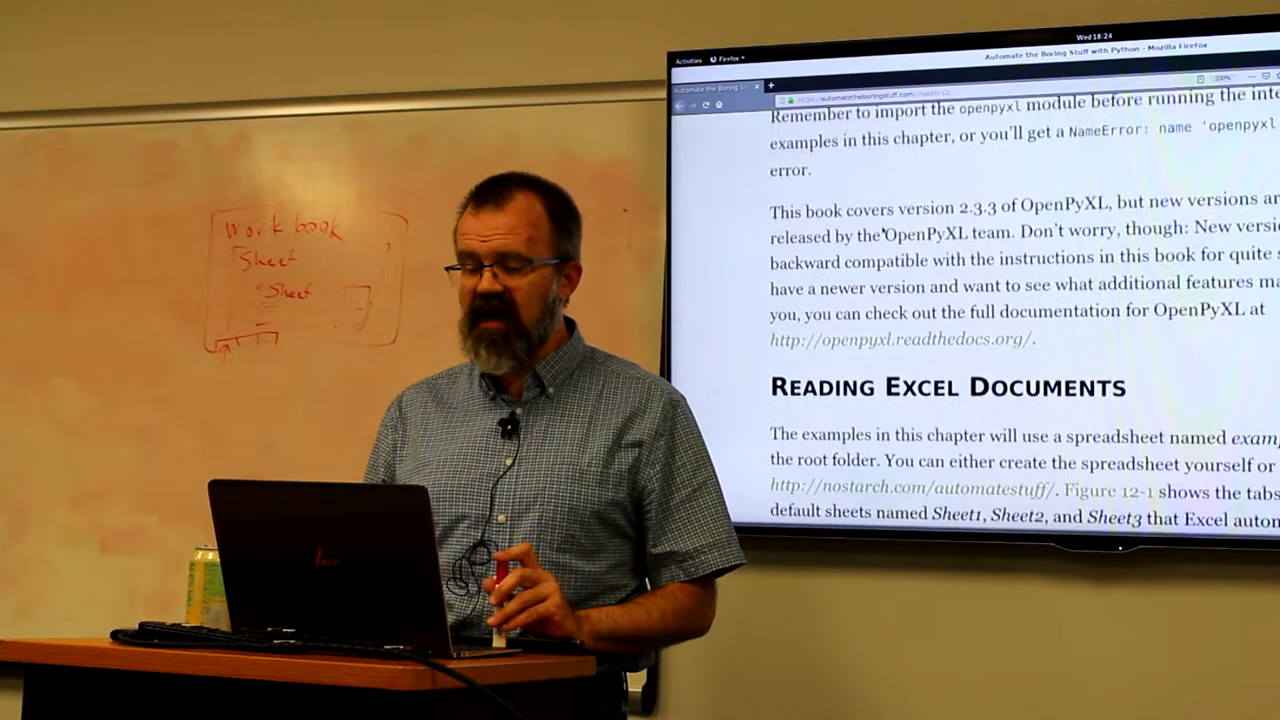 Work book
Sheet
Sheet
Wed 18:24
Activities Firefox
Automate the Boring Stuff with Python - Mozilla Firefox
Automate the Boring St
200%
Remember to import the openpyxl module before running the inte
examples in this chapter, or you'll get a NameError: name 'openpyxl
error.
This book covers version 2.3.3 of OpenPyXL, but new versions ar
released by the OpenPyXL team. Don't worry, though: New versi
backward compatible with the instructions in this book for quite s
have a newer version and want to see what additional features ma
you, you can check out the full documentation for OpenPyXL at
http://openpyxl.readthedocs.org/.
READING EXCEL DOCUMENTS
The examples in this chapter will use a spreadsheet named exam
the root folder. You can either create the spreadsheet yourself or
http://nostarch.com/automatestuff/. Figure 12-1 shows the tabs
default sheets named Sheet1, Sheet2, and Sheet3 that Excel auton